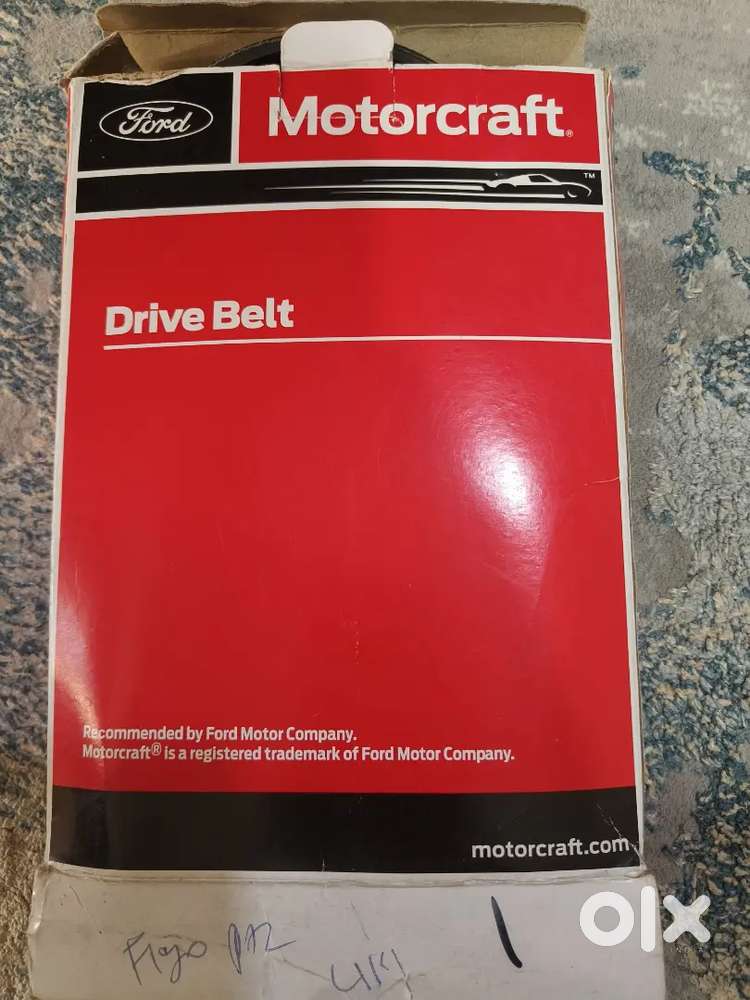 Ford
Motorcraft®
™
Drive Belt
Recommended by Ford Motor Company.
Motorcraft® is a registered trademark of Ford Motor Company.
motorcraft.com
Figo
olx